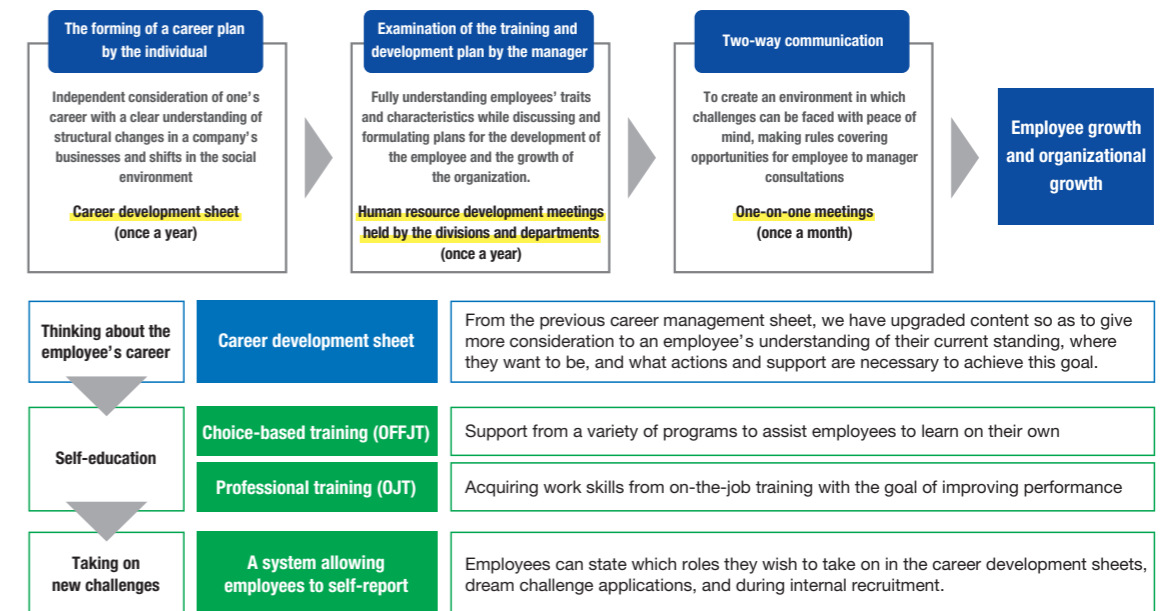 The forming of a career plan
by the individual
Independent consideration of one's
career with a clear understanding of
structural changes in a company's
businesses and shifts in the social
environment
Career development sheet
(once a year)
Examination of the training and
development plan by the manager
Fully understanding employees' traits
and characteristics while discussing and
formulating plans for the development of
the employee and the growth of
the organization.
Human resource development meetings
held by the divisions and departments
(once a year)
Two-way communication
To create an environment in which
challenges can be faced with peace of
mind, making rules covering
opportunities for employee to manager
consultations
One-on-one meetings
(once a month)
Employee growth
and organizational
growth
Thinking about the
employee's career
Career development sheet
From the previous career management sheet, we have upgraded content so as to give
more consideration to an employee's understanding of their current standing, where
they want to be, and what actions and support are necessary to achieve this goal.
Self-education
Choice-based training (OFFJT)
Support from a variety of programs to assist employees to learn on their own
Professional training (OJT)
Acquiring work skills from on-the-job training with the goal of improving performance
Taking on
new challenges
A system allowing
employees to self-report
Employees can state which roles they wish to take on in the career development sheets,
dream challenge applications, and during internal recruitment.